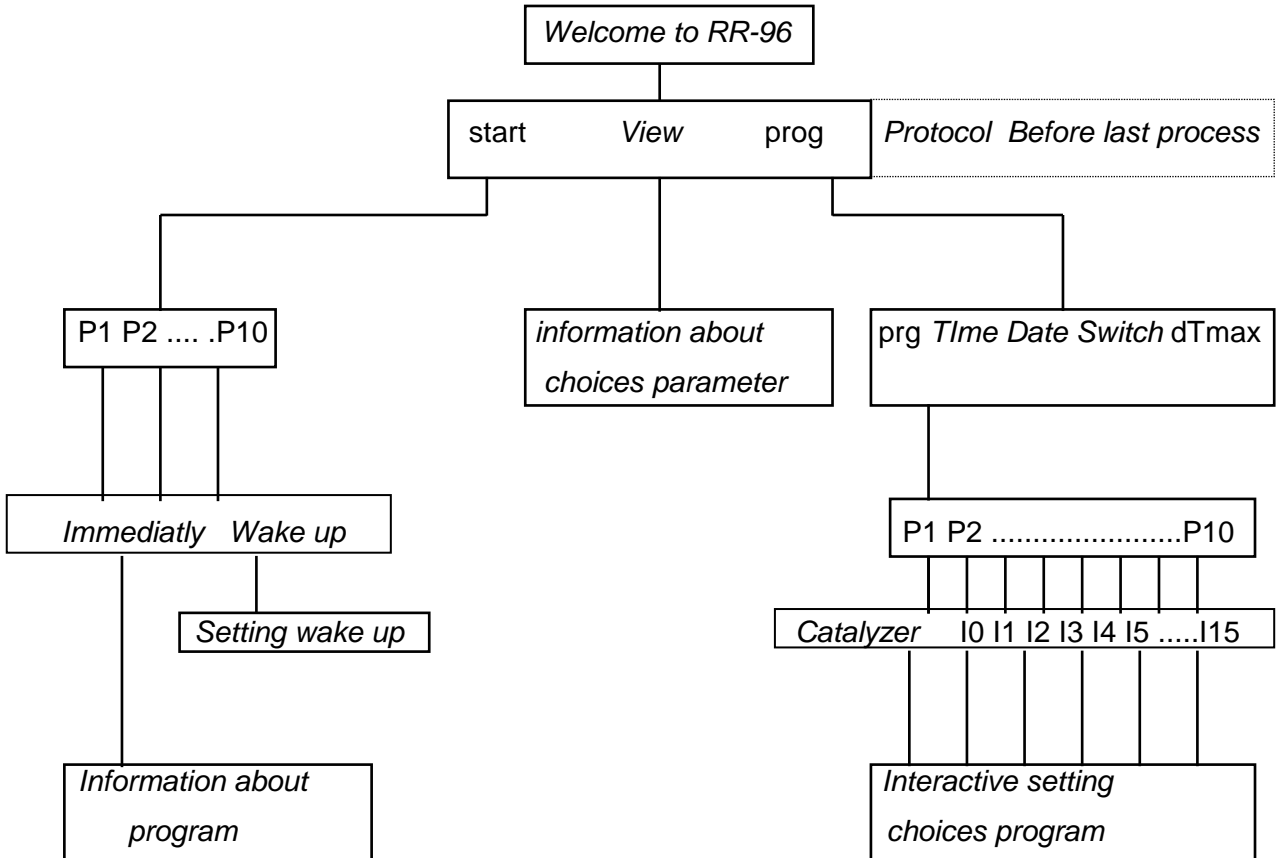 Welcome to RR-96
start View prog Protocol Before last process
P1 P2 .... .P10
information about
choices parameter
prg TIme Date Switch dTmax
Immediatly Wake up
P1 P2 .......................P10
Setting wake up
Catalyzer I0 I1 I2 I3 I4 I5 .....I15
Information about
program
Interactive setting
choices program